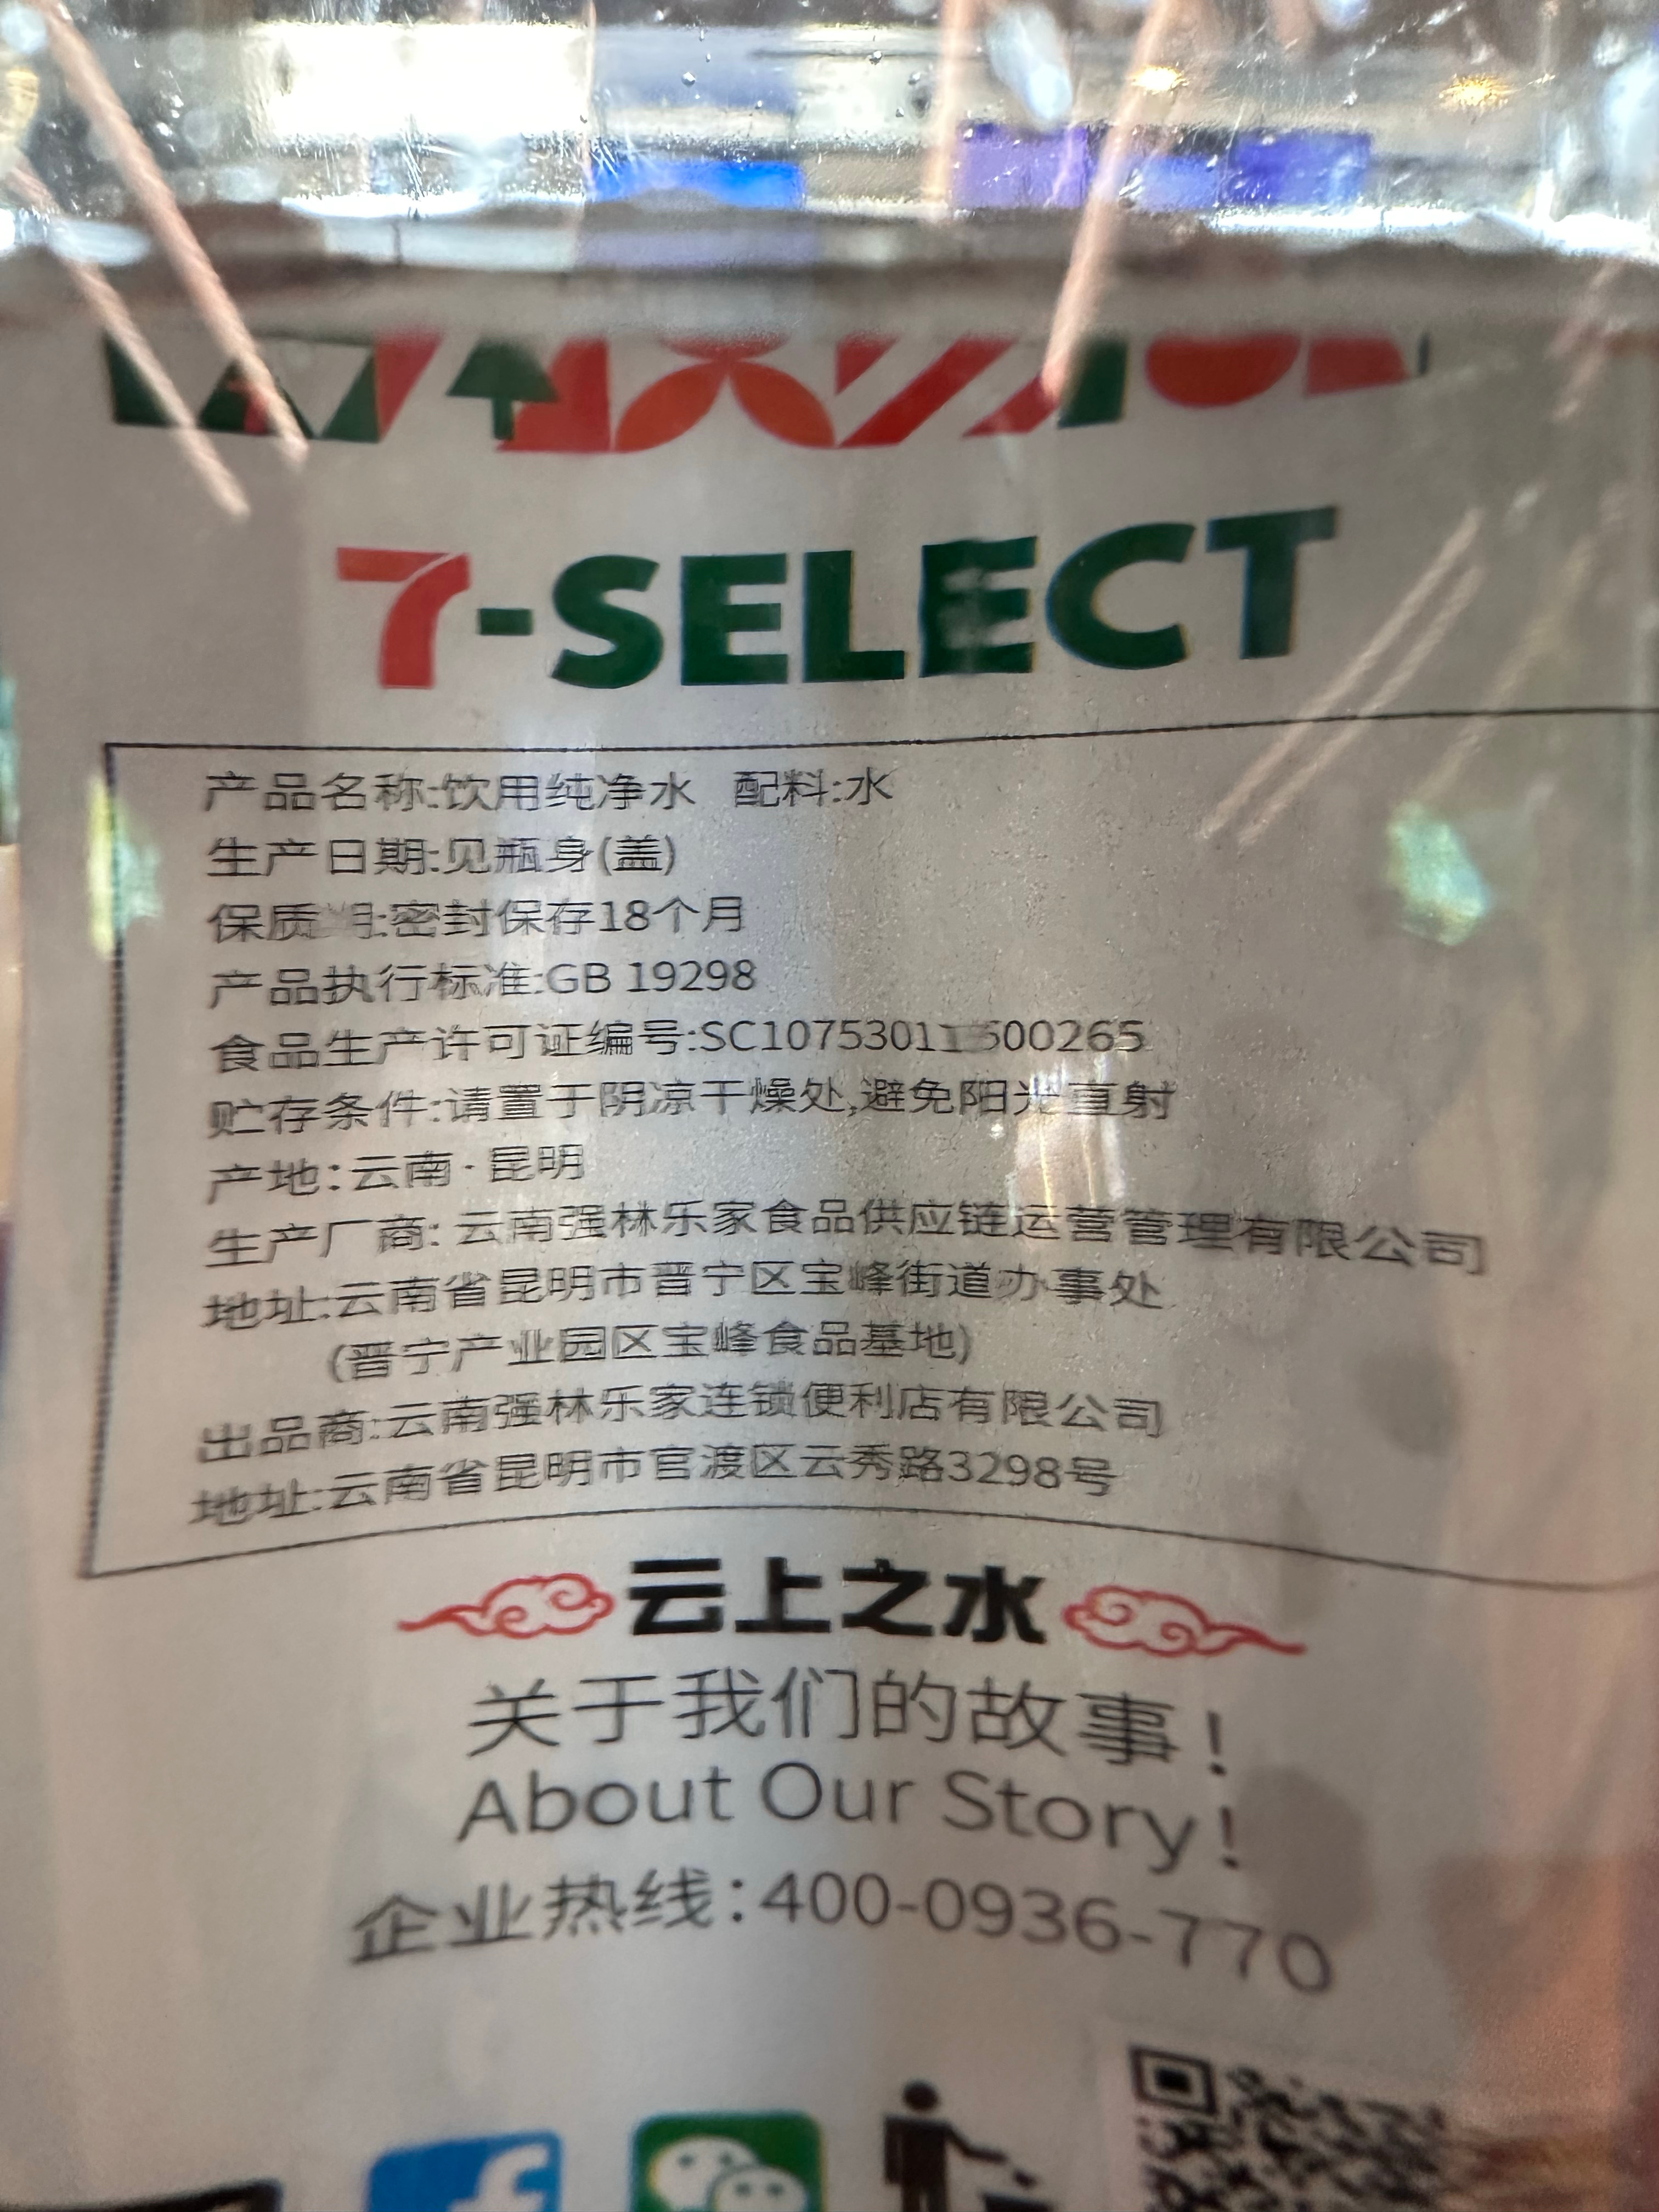 7-SELECT
产品名称:饮用纯净水 配料:水
生产日期:见瓶身(盖)
保质期:密封保存18个月
产品执行标准:GB 19298
食品生产许可证编号:
贮存条件:请置于阴凉干燥处,避免阳光直射
产地:云南·昆明
生产厂商: 云南强林乐家食品供应链运营管理有限公司
地址:云南省昆明市晋宁区宝峰街道办事处
(晋宁产业园区宝峰食品基地)
出品商:云南强林乐家连锁便利店有限公司
地址:云南省昆明市官渡区云秀路3298号
云上之水
关于我们的故事!
About Our Story!
企业热线:400-0936-770